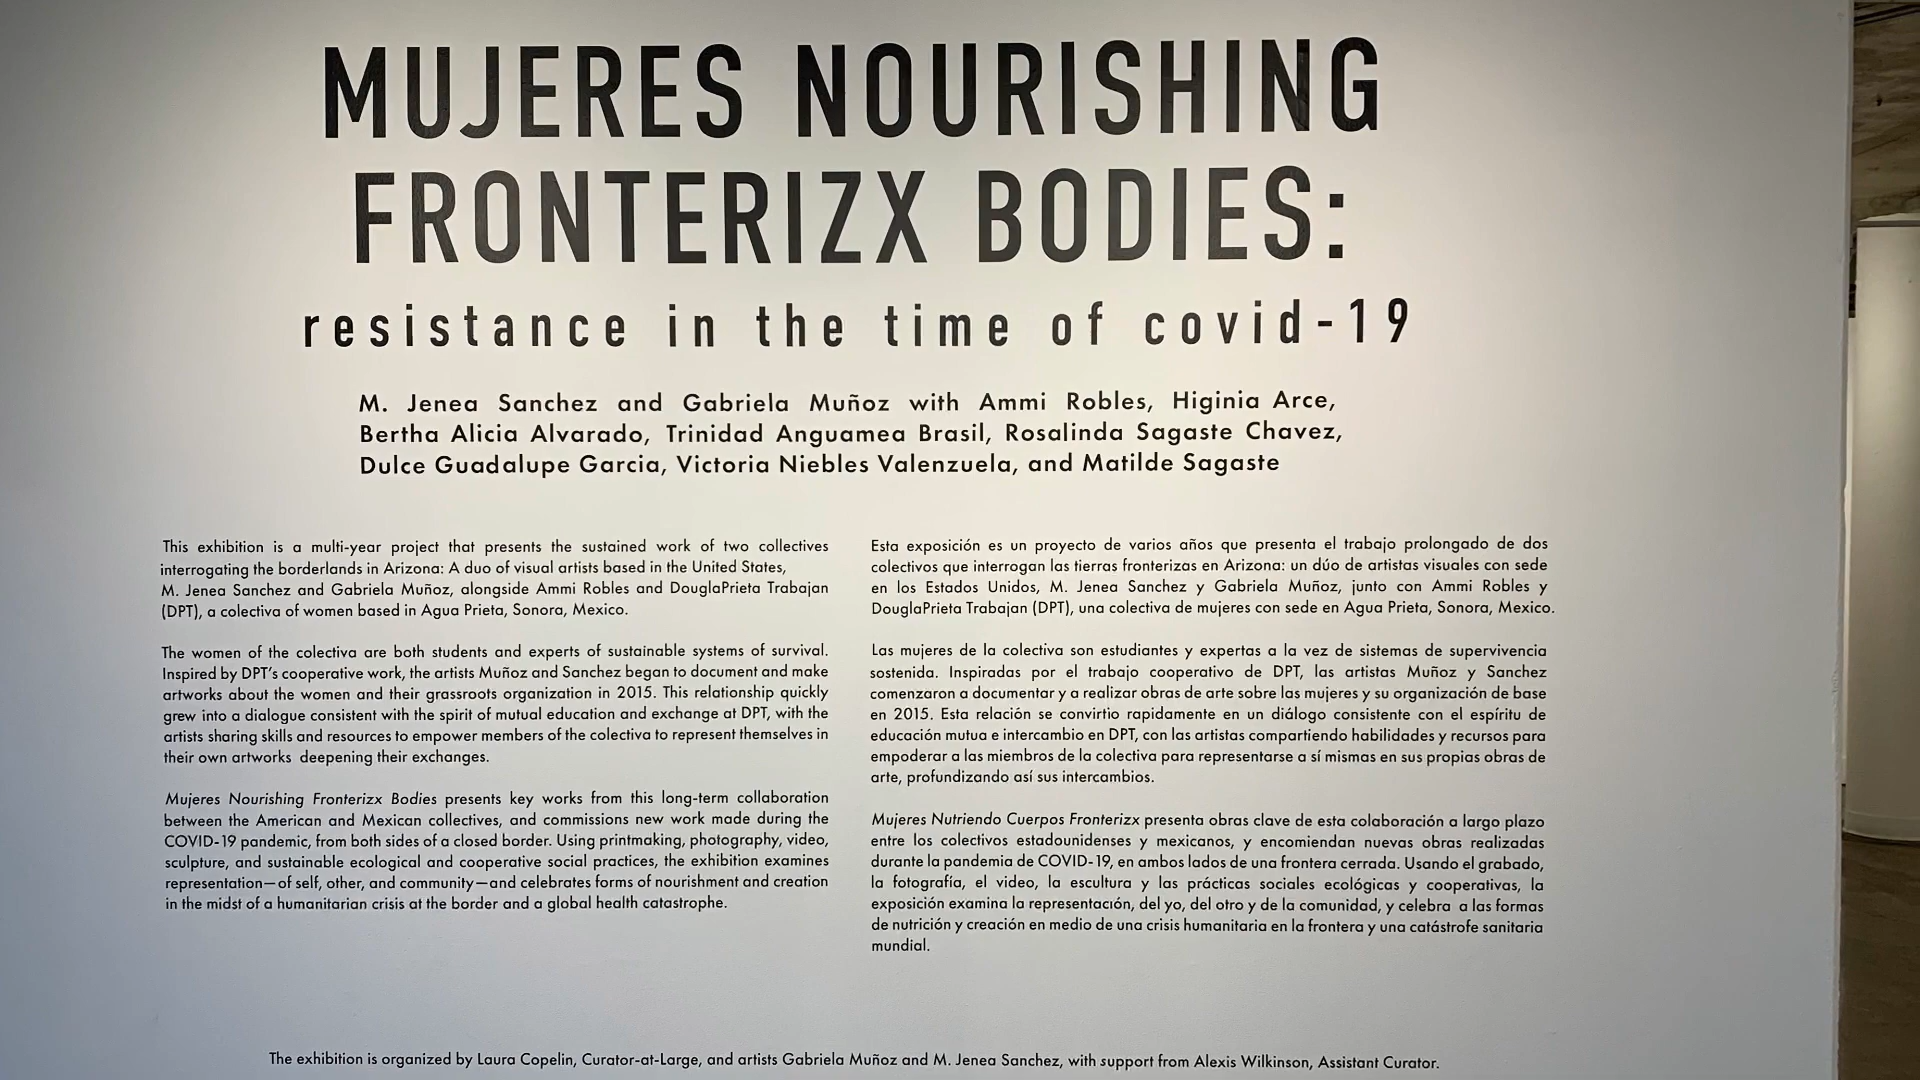 MUJERES NOURISHING
FRONTERIZX BODIES:
resistance in the time of covid-19
M. Jenea Sanchez and Gabriela Muñoz with Ammi Robles, Higinia Arce,
Bertha Alicia Alvarado, Trinidad Anguamea Brasil, Rosalinda Sagaste Chavez,
Dulce Guadalupe Garcia, Victoria Niebles Valenzuela, and Matilde Sagaste
This exhibition is a multi-year project that presents the sustained work of two collectives
interrogating the borderlands in Arizona: A duo of visual artists based in the United States,
M. Jenea Sanchez and Gabriela Muñoz, alongside Ammi Robles and DouglaPrieta Trabajan
(DPT), a colectiva of women based in Agua Prieta, Sonora, Mexico.
The women of the colectiva are both students and experts of sustainable systems of survival.
Inspired by DPT's cooperative work, the artists Muñoz and Sanchez began to document and make
artworks about the women and their grassroots organization in 2015. This relationship quickly
grew into a dialogue consistent with the spirit of mutual education and exchange at DPT, with the
artists sharing skills and resources to empower members of the colectiva to represent themselves in
their own artworks deepening their exchanges.
Mujeres Nourishing Fronterizx Bodies presents key works from this long-term collaboration
between the American and Mexican collectives, and commissions new work made during the
COVID-19 pandemic, from both sides of a closed border. Using printmaking, photography, video,
sculpture, and sustainable ecological and cooperative social practices, the exhibition examines
representation—of self, other, and community—and celebrates forms of nourishment and creation
in the midst of a humanitarian crisis at the border and a global health catastrophe.
Esta exposición es un proyecto de varios años que presenta el trabajo prolongado de dos
colectivos que interrogan las tierras fronterizas en Arizona: un dúo de artistas visuales con sede
en los Estados Unidos, M. Jenea Sanchez y Gabriela Muñoz, junto con Ammi Robles y
DouglaPrieta Trabajan (DPT), una colectiva de mujeres con sede en Agua Prieta, Sonora, Mexico.
Las mujeres de la colectiva son estudiantes y expertas a la vez de sistemas de supervivencia
sostenida. Inspiradas por el trabajo cooperativo de DPT, las artistas Muñoz y Sanchez
comenzaron a documentar y a realizar obras de arte sobre las mujeres y su organización de base
en 2015. Esta relación se convirtio rapidamente en un diálogo consistente con el espíritu de
educación mutua e intercambio en DPT, con las artistas compartiendo habilidades y recursos para
empoderar a las miembros de la colectiva para representarse a sí mismas en sus propias obras de
arte, profundizando así sus intercambios.
Mujeres Nutriendo Cuerpos Fronterizx presenta obras clave de esta colaboración a largo plazo
entre los colectivos estadounidenses y mexicanos, y encomiendan nuevas obras realizadas
durante la pandemia de COVID-19, en ambos lados de una frontera cerrada. Usando el grabado,
la fotografía, el video, la escultura y las prácticas sociales ecológicas y cooperativas, la
exposición examina la representación, del yo, del otro y de la comunidad, y celebra a las formas
de nutrición y creación en medio de una crisis humanitaria en la frontera y una catástrofe sanitaria
mundial.
The exhibition is organized by Laura Copelin, Curator-at-Large, and artists Gabriela Muñoz and M. Jenea Sanchez, with support from Alexis Wilkinson, Assistant Curator.